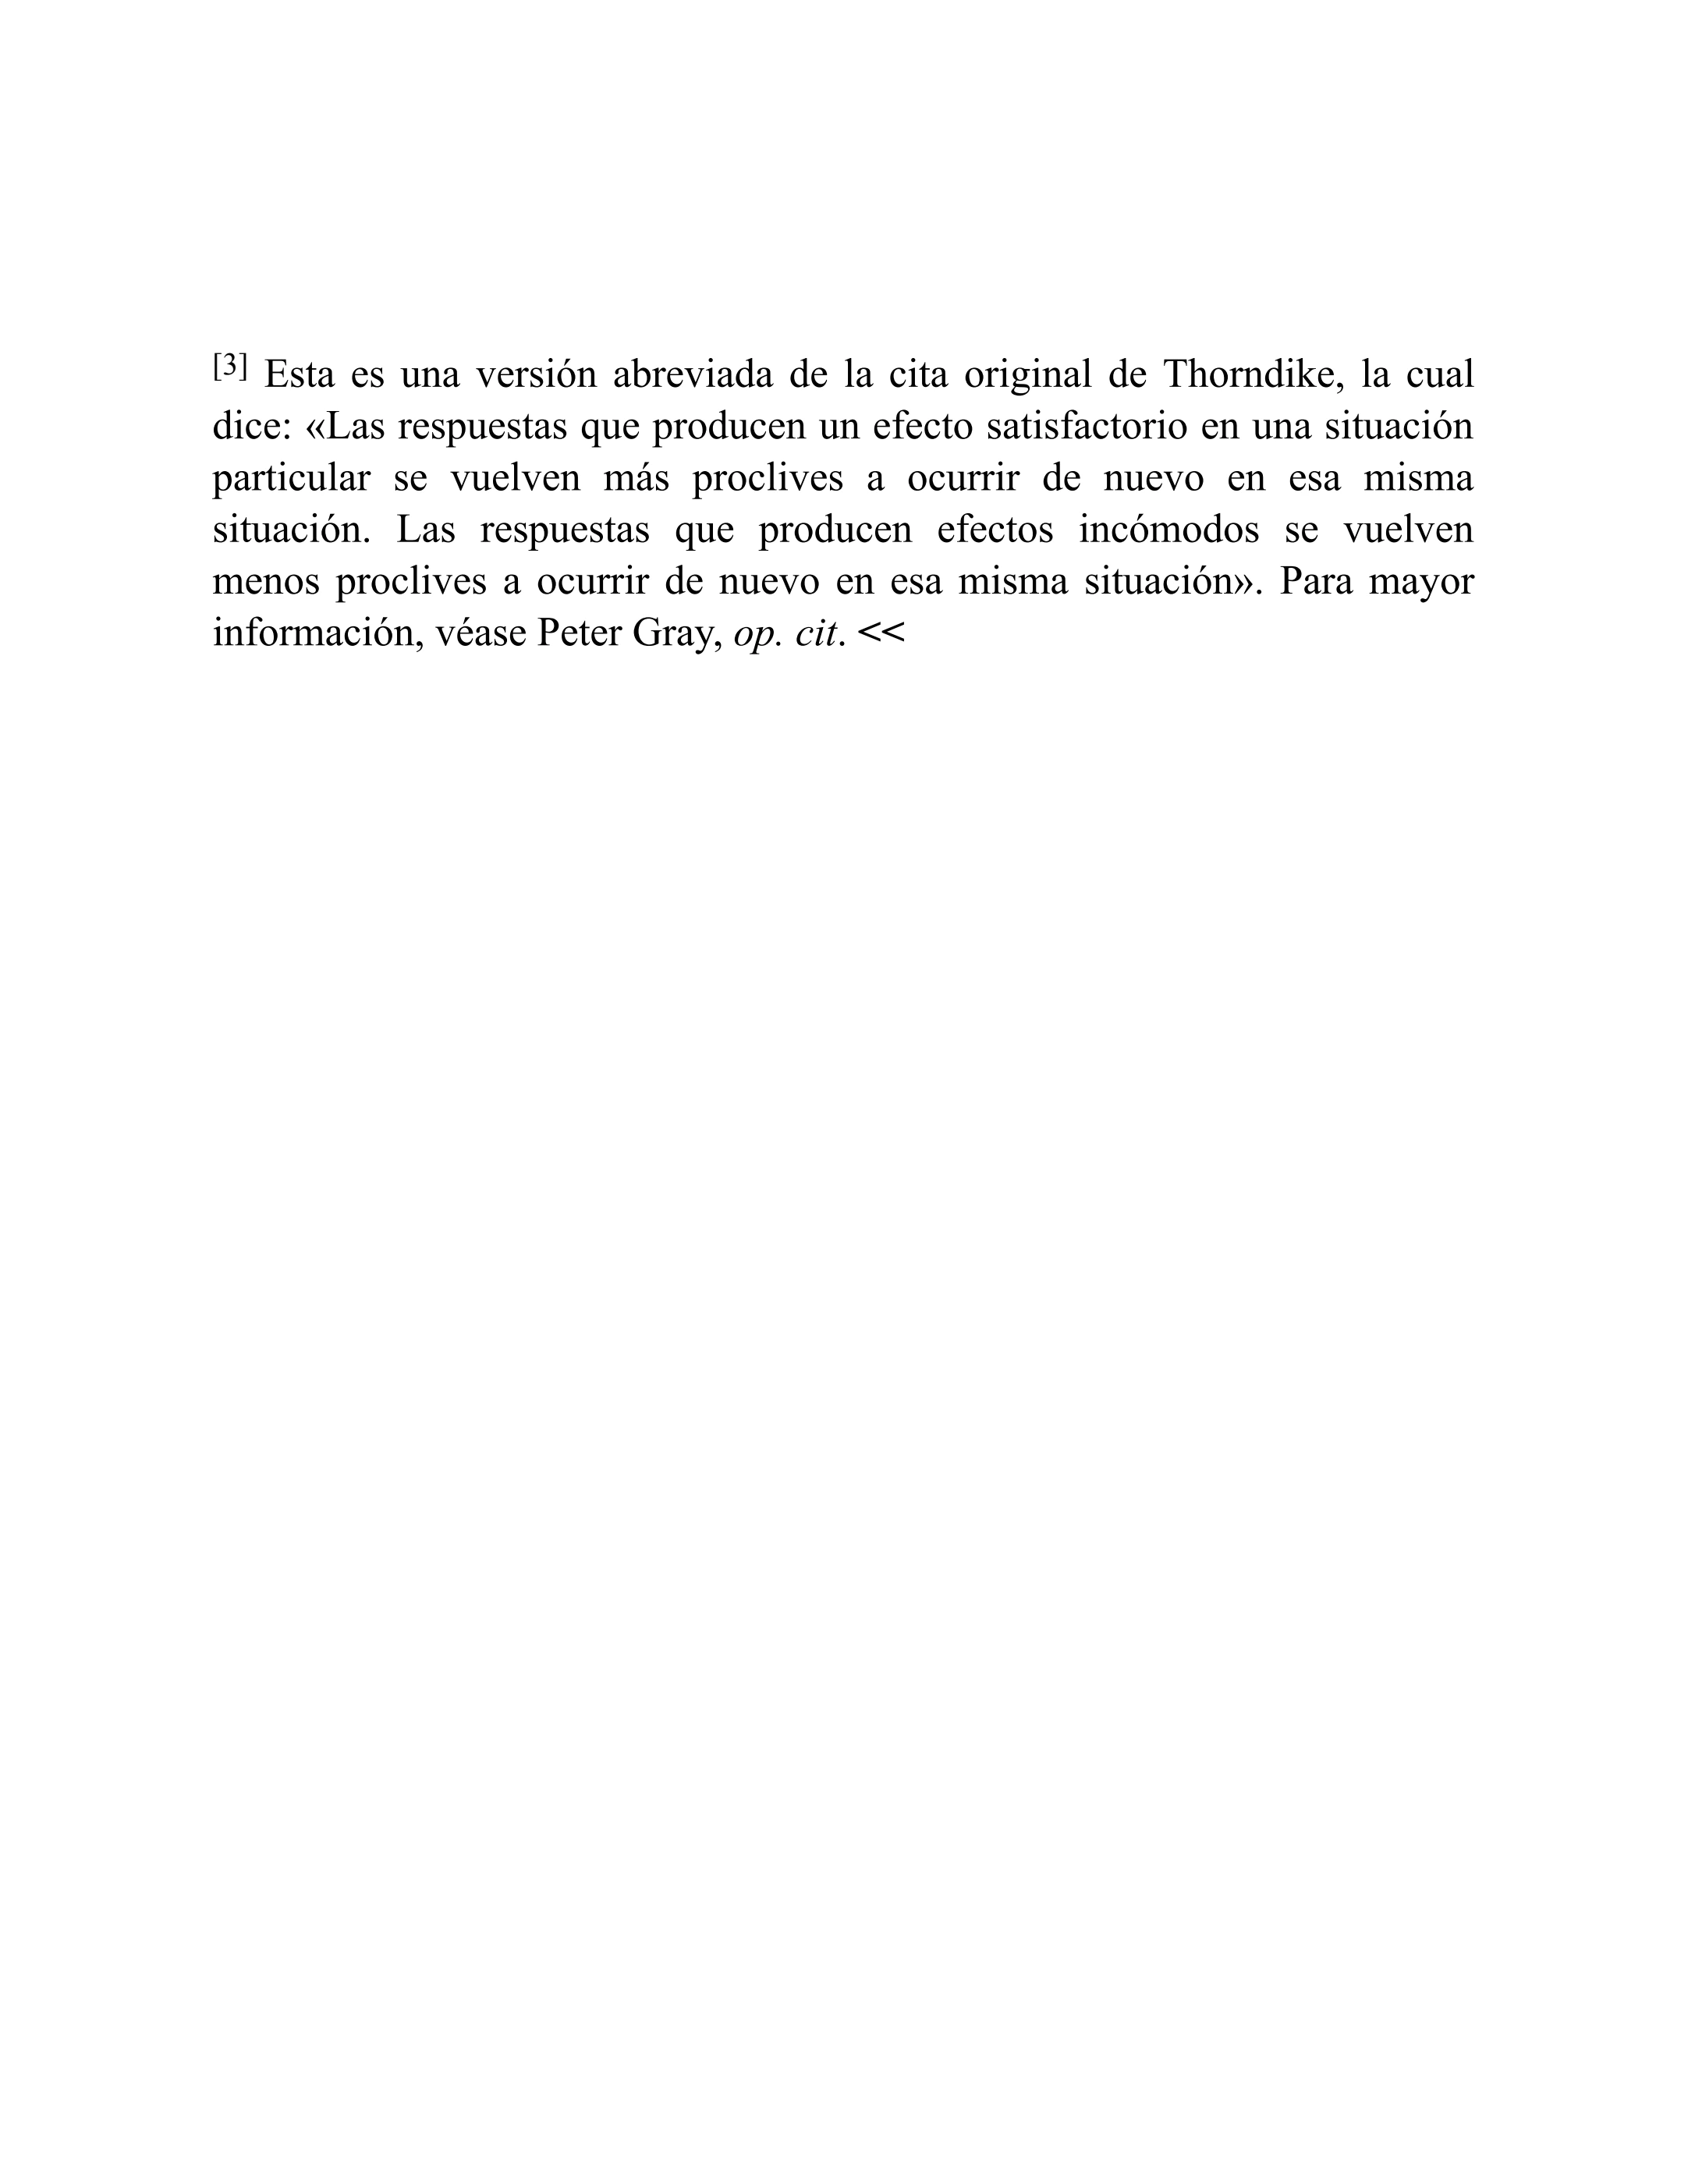 [3] Esta es una versión abreviada de la cita original de Thorndike, la cual
dice: «Las respuestas que producen un efecto satisfactorio en una situación
particular se vuelven más proclives a ocurrir de nuevo en esa misma
situación. Las respuestas que producen efectos incómodos se vuelven
menos proclives a ocurrir de nuevo en esa misma situación». Para mayor
información, véase Peter Gray, op. cit. <<